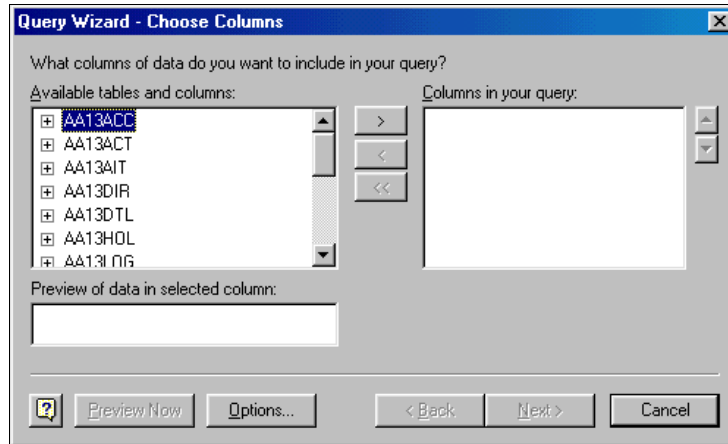 Query Wizard - Choose Columns
What columns of data do you want to include in your query?
Available tables and columns:
Columns in your query:
AA13ACC
AA13ACT
AA13AIT
AA13DIR
AA13DTL
AA13HOL
AA13LOG
>
<
<<
Preview of data in selected column:
?
Preview Now
Options...
< Back
Next >
Cancel